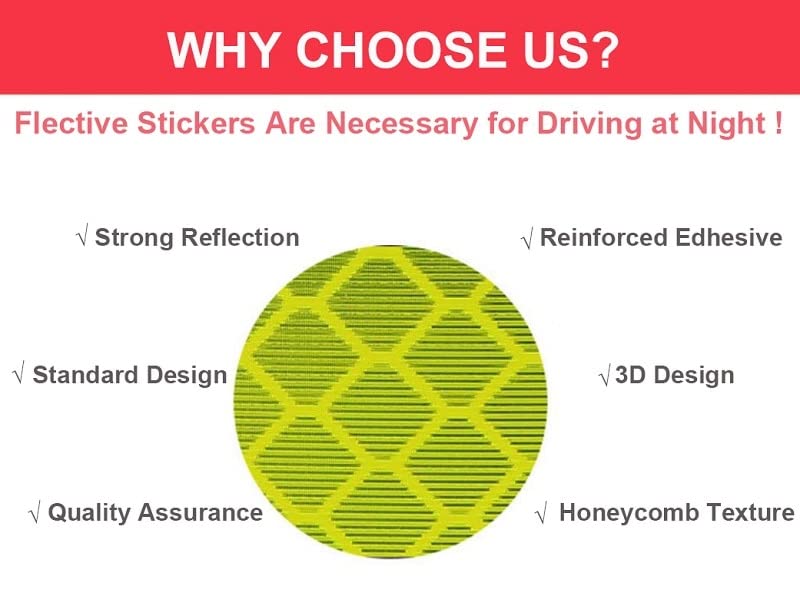 WHY CHOOSE US?
Flective Stickers Are Necessary for Driving at Night !
√ Strong Reflection
√ Reinforced Edhesive
√ Standard Design
√ 3D Design
√ Quality Assurance
√ Honeycomb Texture